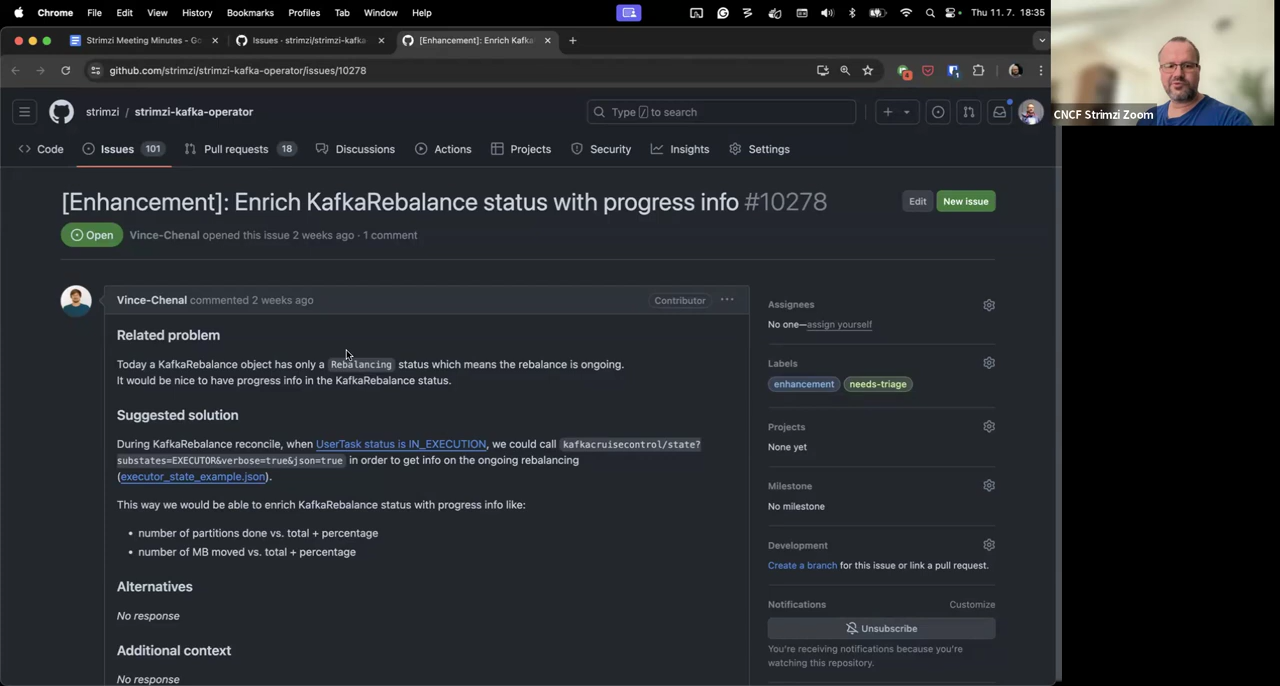 Chrome File Edit View History Bookmarks Profiles Tab Window Help Thu 11. 7. 18:35
Strimzi Meeting Minutes - Go
Issues · strimzi/strimzi-kafka
[Enhancement]: Enrich Kafka
github.com/strimzi/strimzi-kafka-operator/issues/10278
CNCF Strimzi Zoom
strimzi / strimzi-kafka-operator
Type / to search
Code Issues 101 Pull requests 18 Discussions Actions Projects Security Insights Settings
[Enhancement]: Enrich KafkaRebalance status with progress info #10278
Edit New issue
Open Vince-Chenal opened this issue 2 weeks ago · 1 comment
Vince-Chenal commented 2 weeks ago Contributor ...
Related problem
Today a KafkaRebalance object has only a Rebalancing status which means the rebalance is ongoing.
It would be nice to have progress info in the KafkaRebalance status.
Suggested solution
During KafkaRebalance reconcile, when UserTask status is IN_EXECUTION, we could call kafkacruisecontrol/state?
substates=EXECUTOR&verbose=true&json=true in order to get info on the ongoing rebalancing
(executor_state_example.json).
This way we would be able to enrich KafkaRebalance status with progress info like:
• number of partitions done vs. total + percentage
• number of MB moved vs. total + percentage
Alternatives
No response
Additional context
No response
Assignees
No one—assign yourself
Labels
enhancement needs-triage
Projects
None yet
Milestone
No milestone
Development
Create a branch for this issue or link a pull request.
Notifications Customize
Unsubscribe
You're receiving notifications because you're
watching this repository.